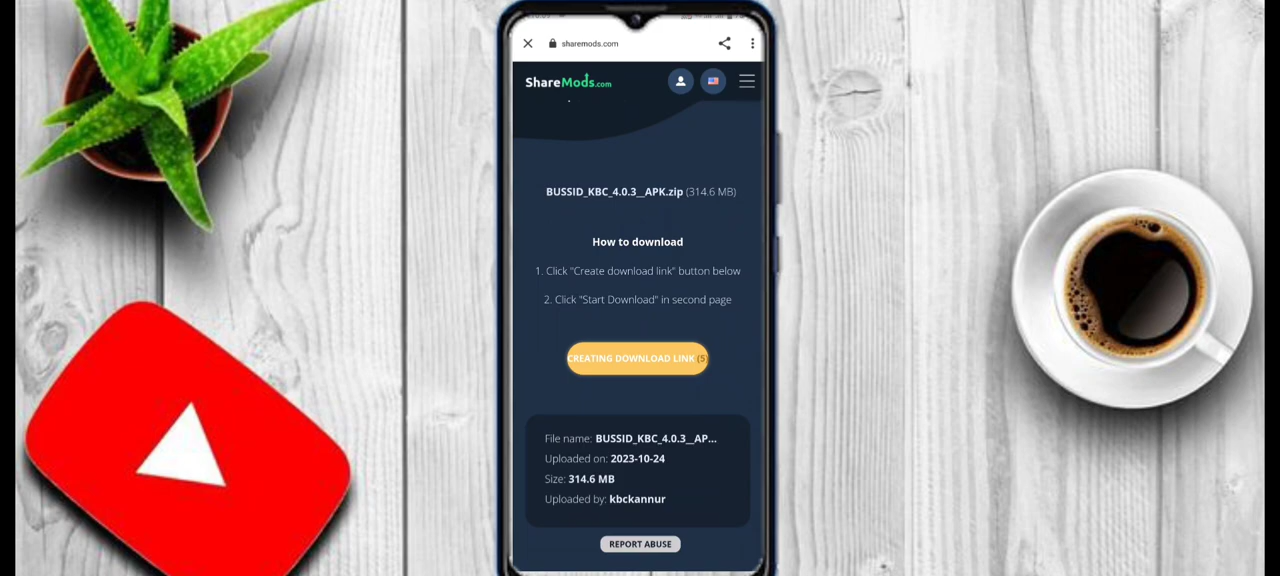 sharemods.com
ShareMods.com
BUSSID_KBC_4.0.3__APK.zip (314.6 MB)
How to download
1. Click "Create download link" button below
2. Click "Start Download" in second page
CREATING DOWNLOAD LINK (5)
File name: BUSSID_KBC_4.0.3__AP...
Uploaded on: 2023-10-24
Size: 314.6 MB
Uploaded by: kbckannur
REPORT ABUSE